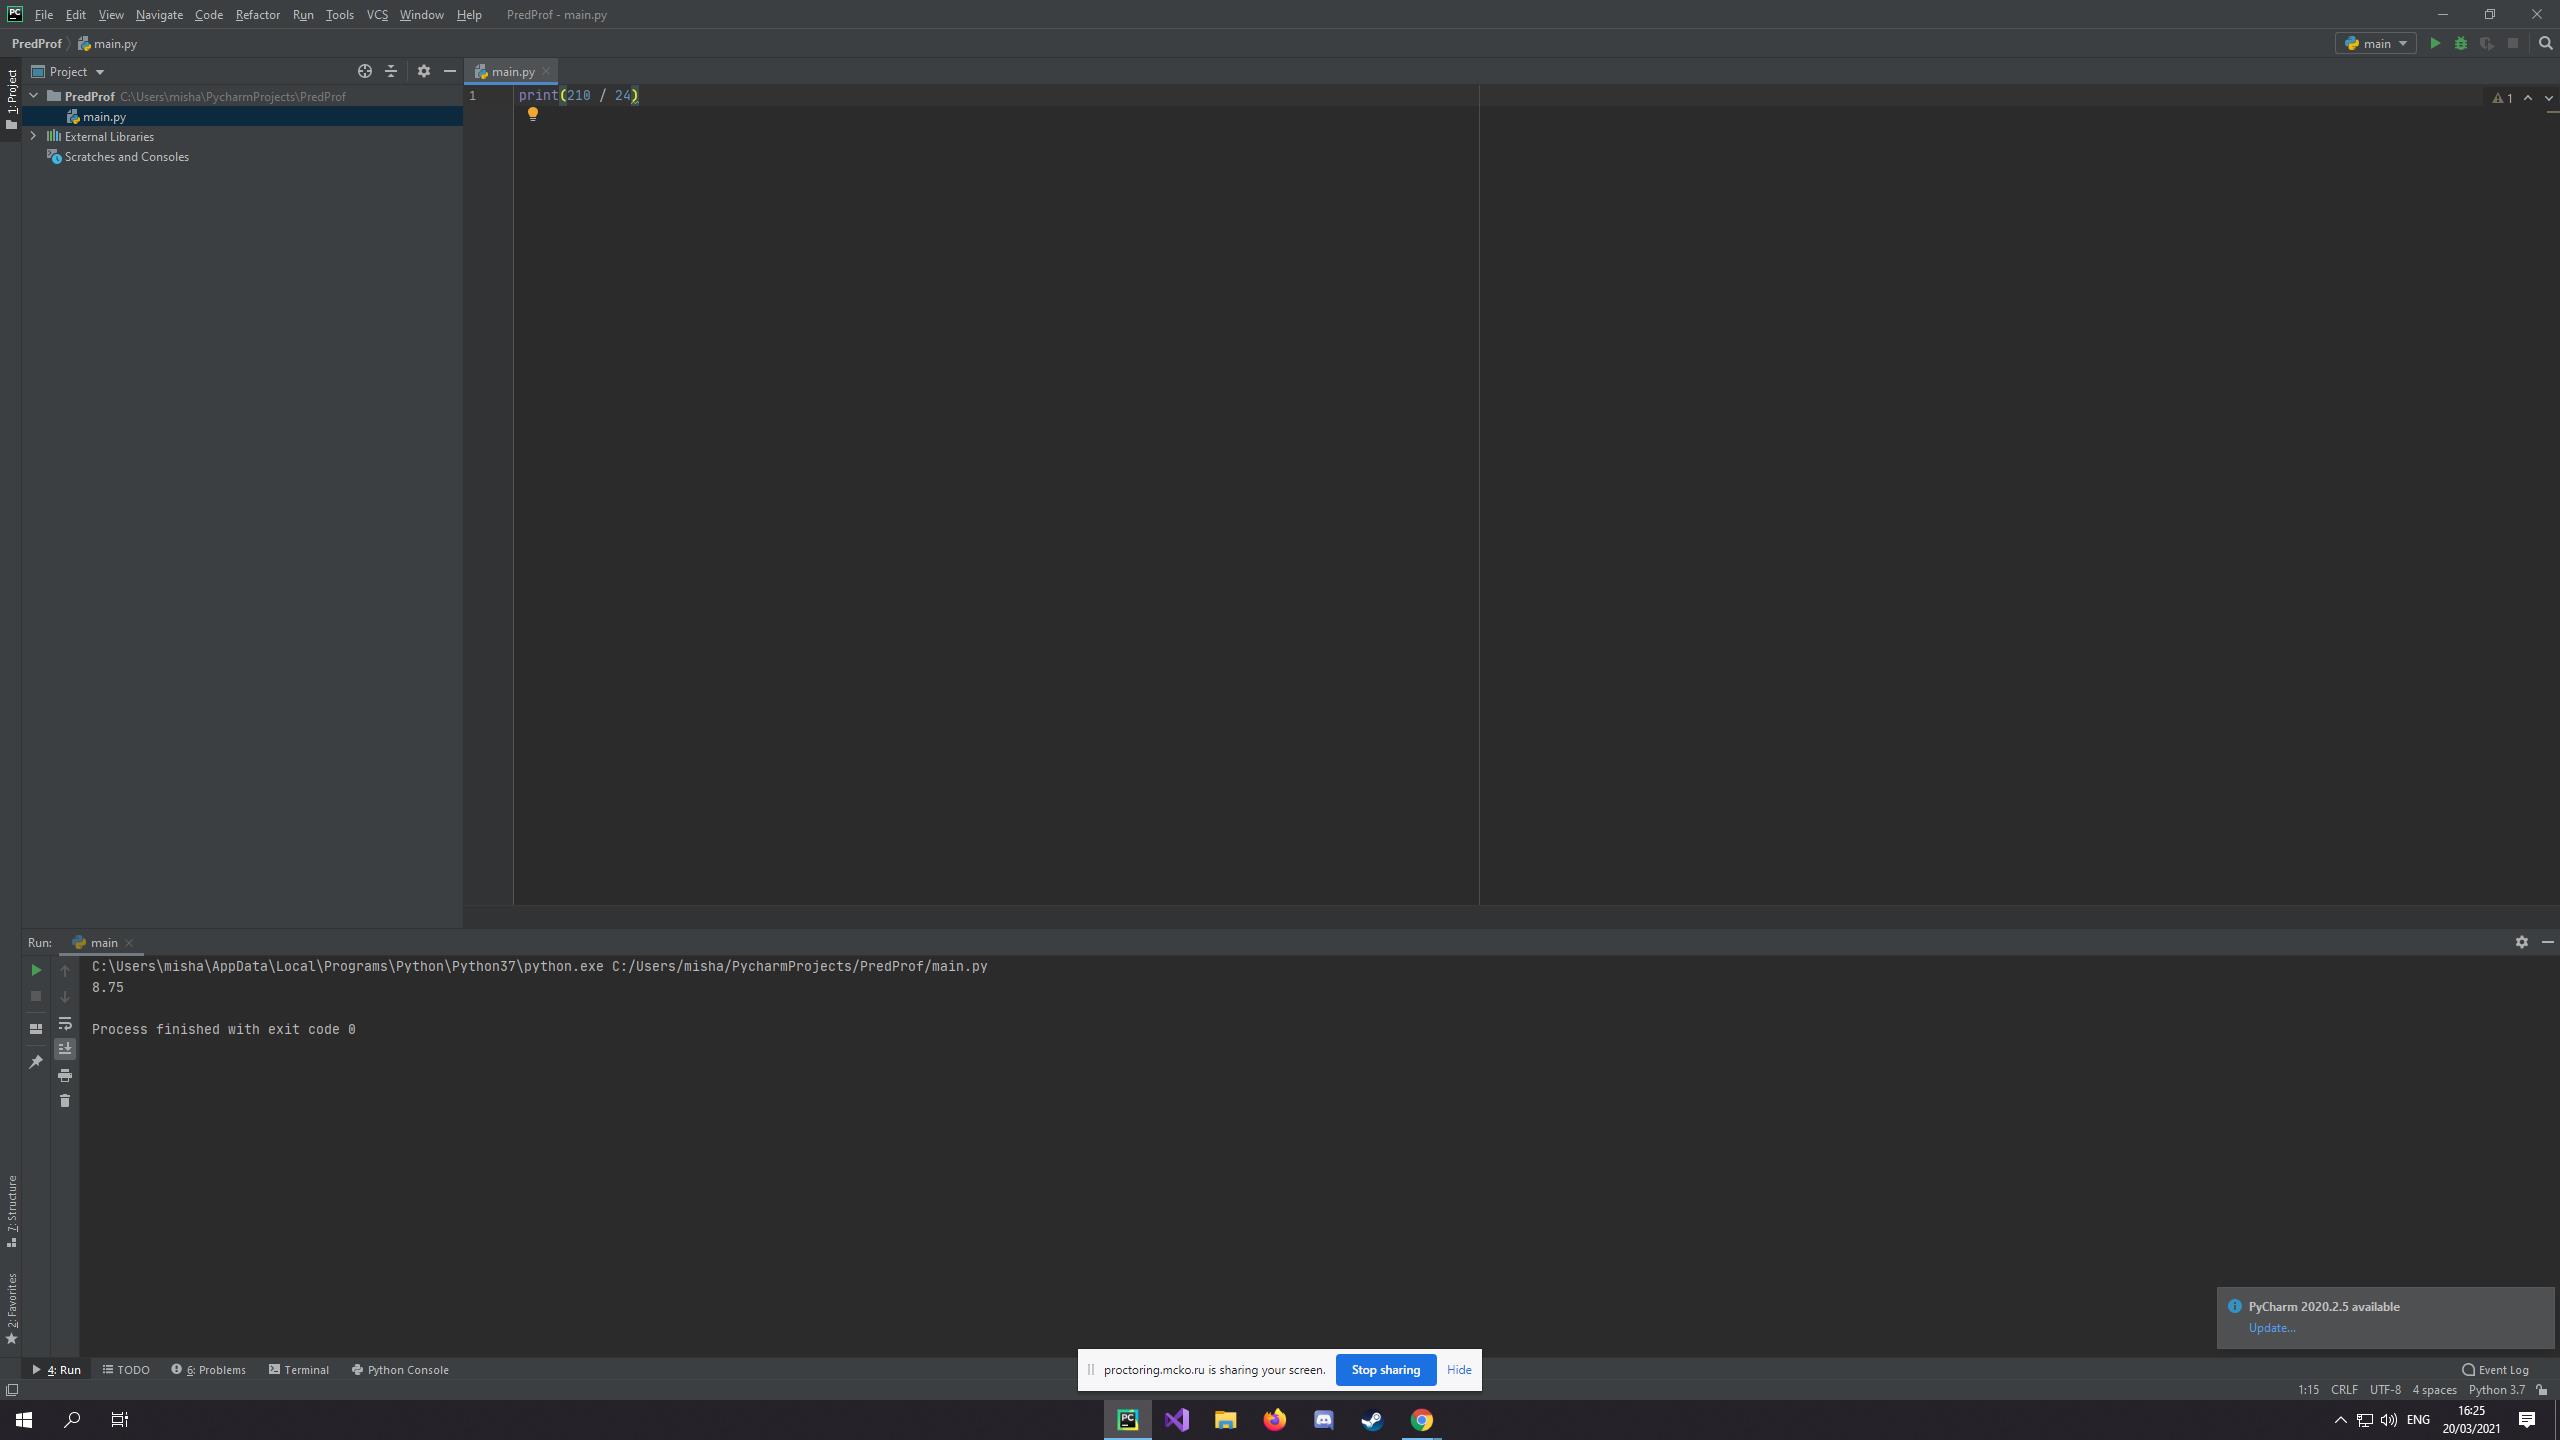 PC File Edit View Navigate Code Refactor Run Tools VCS Window Help PredProf - main.py
PredProf main.py main
Project main.py
1: Project
PredProf C:\Users\misha\PycharmProjects\PredProf
main.py
External Libraries
Scratches and Consoles
1 print(210 / 24)
1
Run: main
C:\Users\misha\AppData\Local\Programs\Python\Python37\python.exe C:/Users/misha/PycharmProjects/PredProf/main.py
8.75
Process finished with exit code 0
7: Structure
2: Favorites
PyCharm 2020.2.5 available
Update...
4: Run TODO 6: Problems Terminal Python Console Event Log
proctoring.mcko.ru is sharing your screen. Stop sharing Hide
1:15 CRLF UTF-8 4 spaces Python 3.7
PC ENG 16:25
20/03/2021